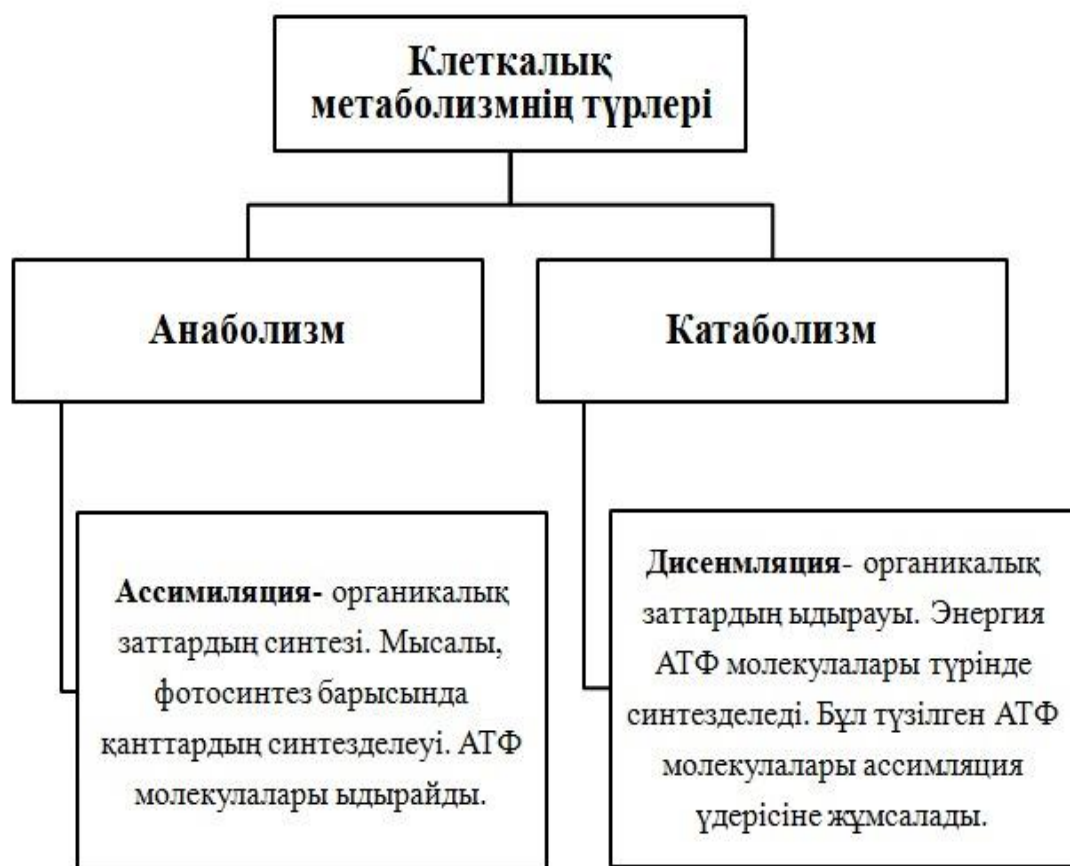 Клеткалық
метаболизмнің түрлері
Анаболизм
Катаболизм
Ассимиляция- органикалық
заттардың синтезі. Мысалы,
фотосинтез барысында
қанттардың синтезделеуі. АТФ
молекулалары ыдырайды.
Дисенмляция- органикалық
заттардың ыдырауы. Энергия
АТФ молекулалары түрінде
синтезделеді. Бұл түзілген АТФ
молекулалары ассимляция
үдерісіне жұмсалады.